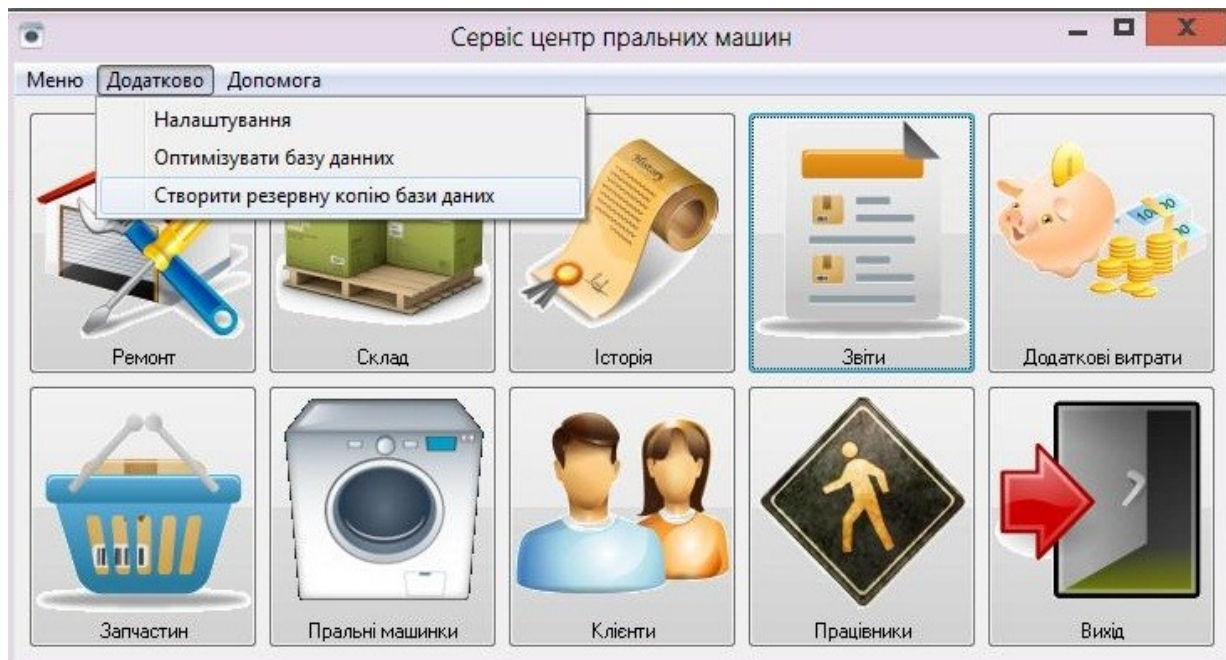 Сервіс центр пральних машин
Меню Додатково Допомога
Налаштування
Оптимізувати базу данних
Створити резервну копію бази даних
History
Ремонт Склад Історія Звіти Додаткові витрати
Запчастин Пральні машинки Клієнти Працівники Вихід